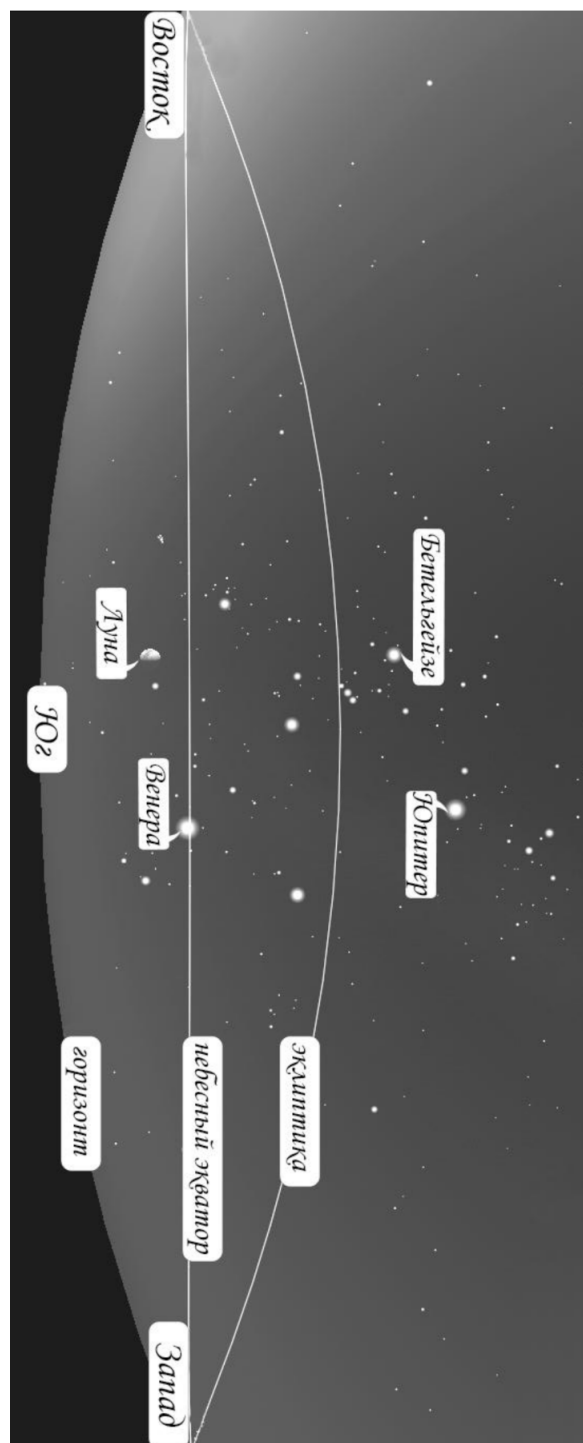 Восток
Бетельгейзе
Луна
Юг
Венера
Юпитер
горизонт
небесный экватор
эклиптика
Запад